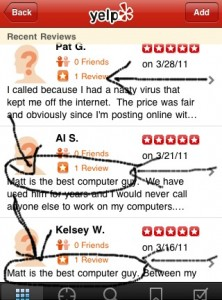 Back
yelp
Add
Recent Reviews
Pat G.
0 Friends
1 Review
on 3/28/11
I called because I had a nasty virus that
kept me off the internet. The price was fair
and obviously since I'm posting online wit...
Al S.
0 Friends
1 Review
on 3/21/11
Matt is the best computer guy. We have
used him for years and I would never
call anyone else to work on my computers....
Kelsey W.
0 Friends
1 Review
on 3/16/11
Matt is the best computer guy. Between my